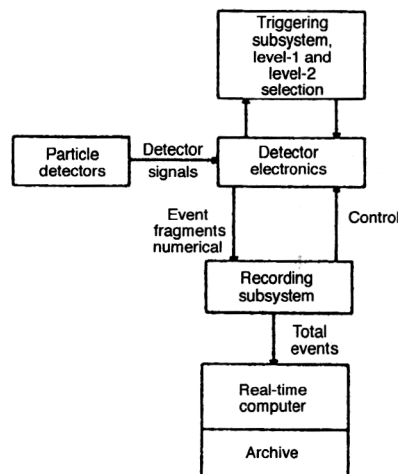 Triggering
subsystem,
level-1 and
level-2
selection
Particle
detectors
Detector
signals
Detector
electronics
Event
fragments
numerical
Control
Recording
subsystem
Total
events
Real-time
computer
Archive